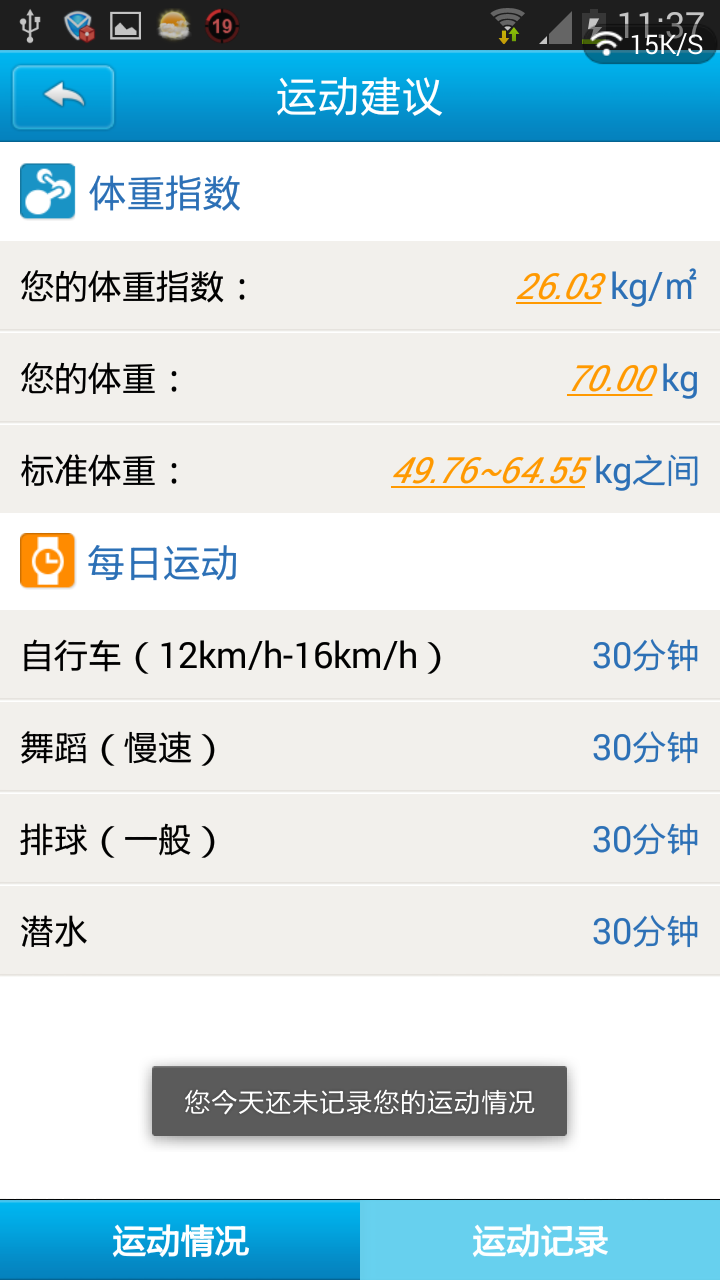 19
11:37
15K/S
运动建议
体重指数
您的体重指数： 26.03 kg/㎡
您的体重： 70.00 kg
标准体重： 49.76~64.55 kg之间
每日运动
自行车（12km/h-16km/h） 30分钟
舞蹈（慢速） 30分钟
排球（一般） 30分钟
潜水 30分钟
您今天还未记录您的运动情况
运动情况 运动记录